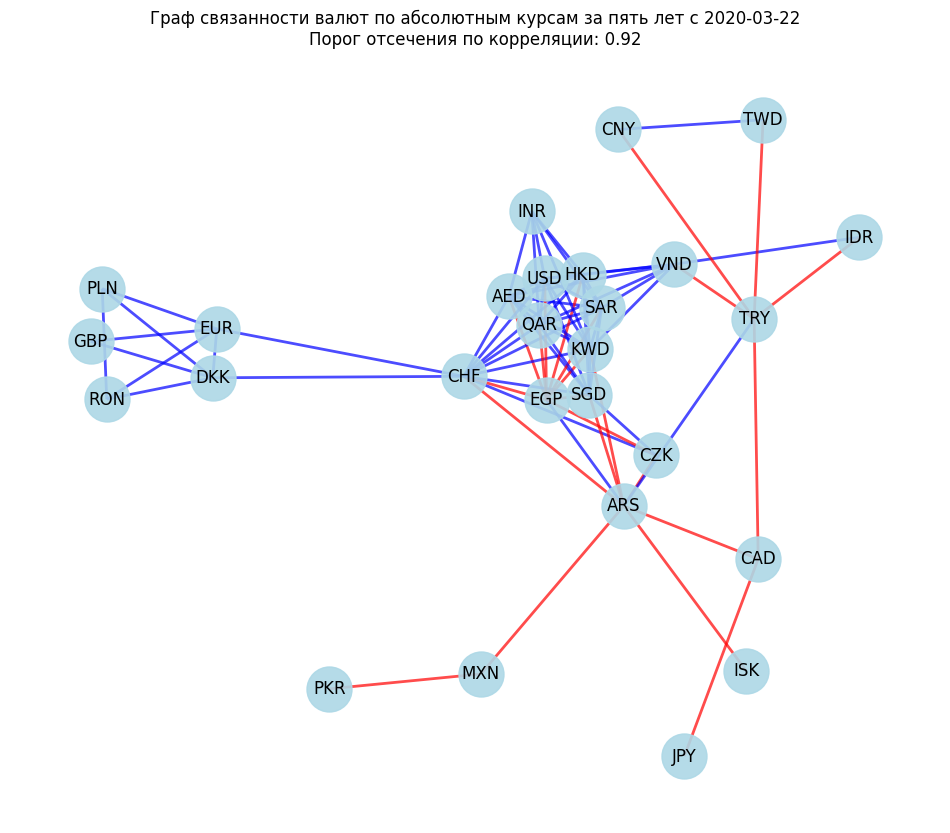 Граф связанности валют по абсолютным курсам за пять лет с 2020-03-22
Порог отсечения по корреляции: 0.92
TWD
CNY
INR
IDR
VND
HKD
USD
PLN
AED
SAR
TRY
QAR
EUR
GBP
KWD
CHF
DKK
SGD
RON
EGP
CZK
ARS
CAD
ISK
MXN
PKR
JPY